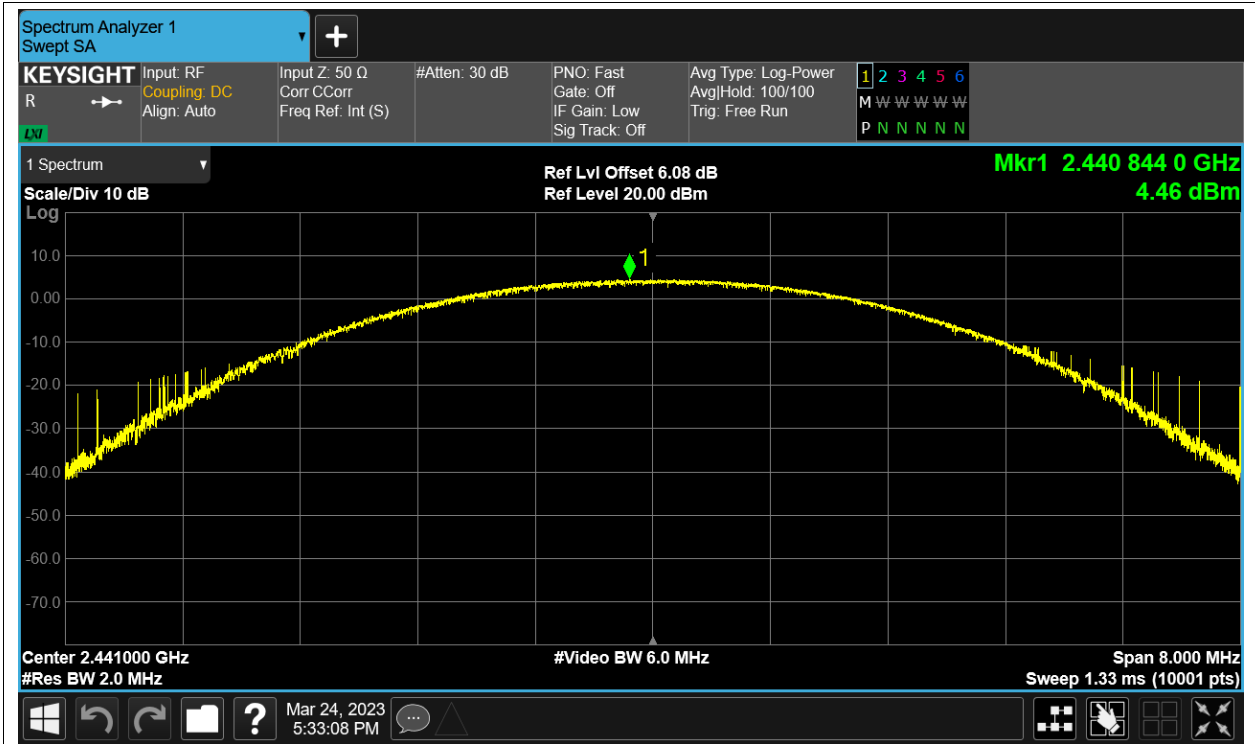 Spectrum Analyzer 1
Swept SA
+
KEYSIGHT
R
LXI
Input: RF
Coupling: DC
Align: Auto
Input Z: 50 Ω
Corr CCorr
Freq Ref: Int (S)
#Atten: 30 dB
PNO: Fast
Gate: Off
IF Gain: Low
Sig Track: Off
Avg Type: Log-Power
Avg|Hold: 100/100
Trig: Free Run
1 2 3 4 5 6
M W W W W W
P N N N N N
1 Spectrum
Scale/Div 10 dB
Log
Ref Lvl Offset 6.08 dB
Ref Level 20.00 dBm
Mkr1 2.440 844 0 GHz
4.46 dBm
1
10.0
0.00
-10.0
-20.0
-30.0
-40.0
-50.0
-60.0
-70.0
Center 2.441000 GHz
#Video BW 6.0 MHz
Span 8.000 MHz
#Res BW 2.0 MHz
Sweep 1.33 ms (10001 pts)
?
Mar 24, 2023
5:33:08 PM